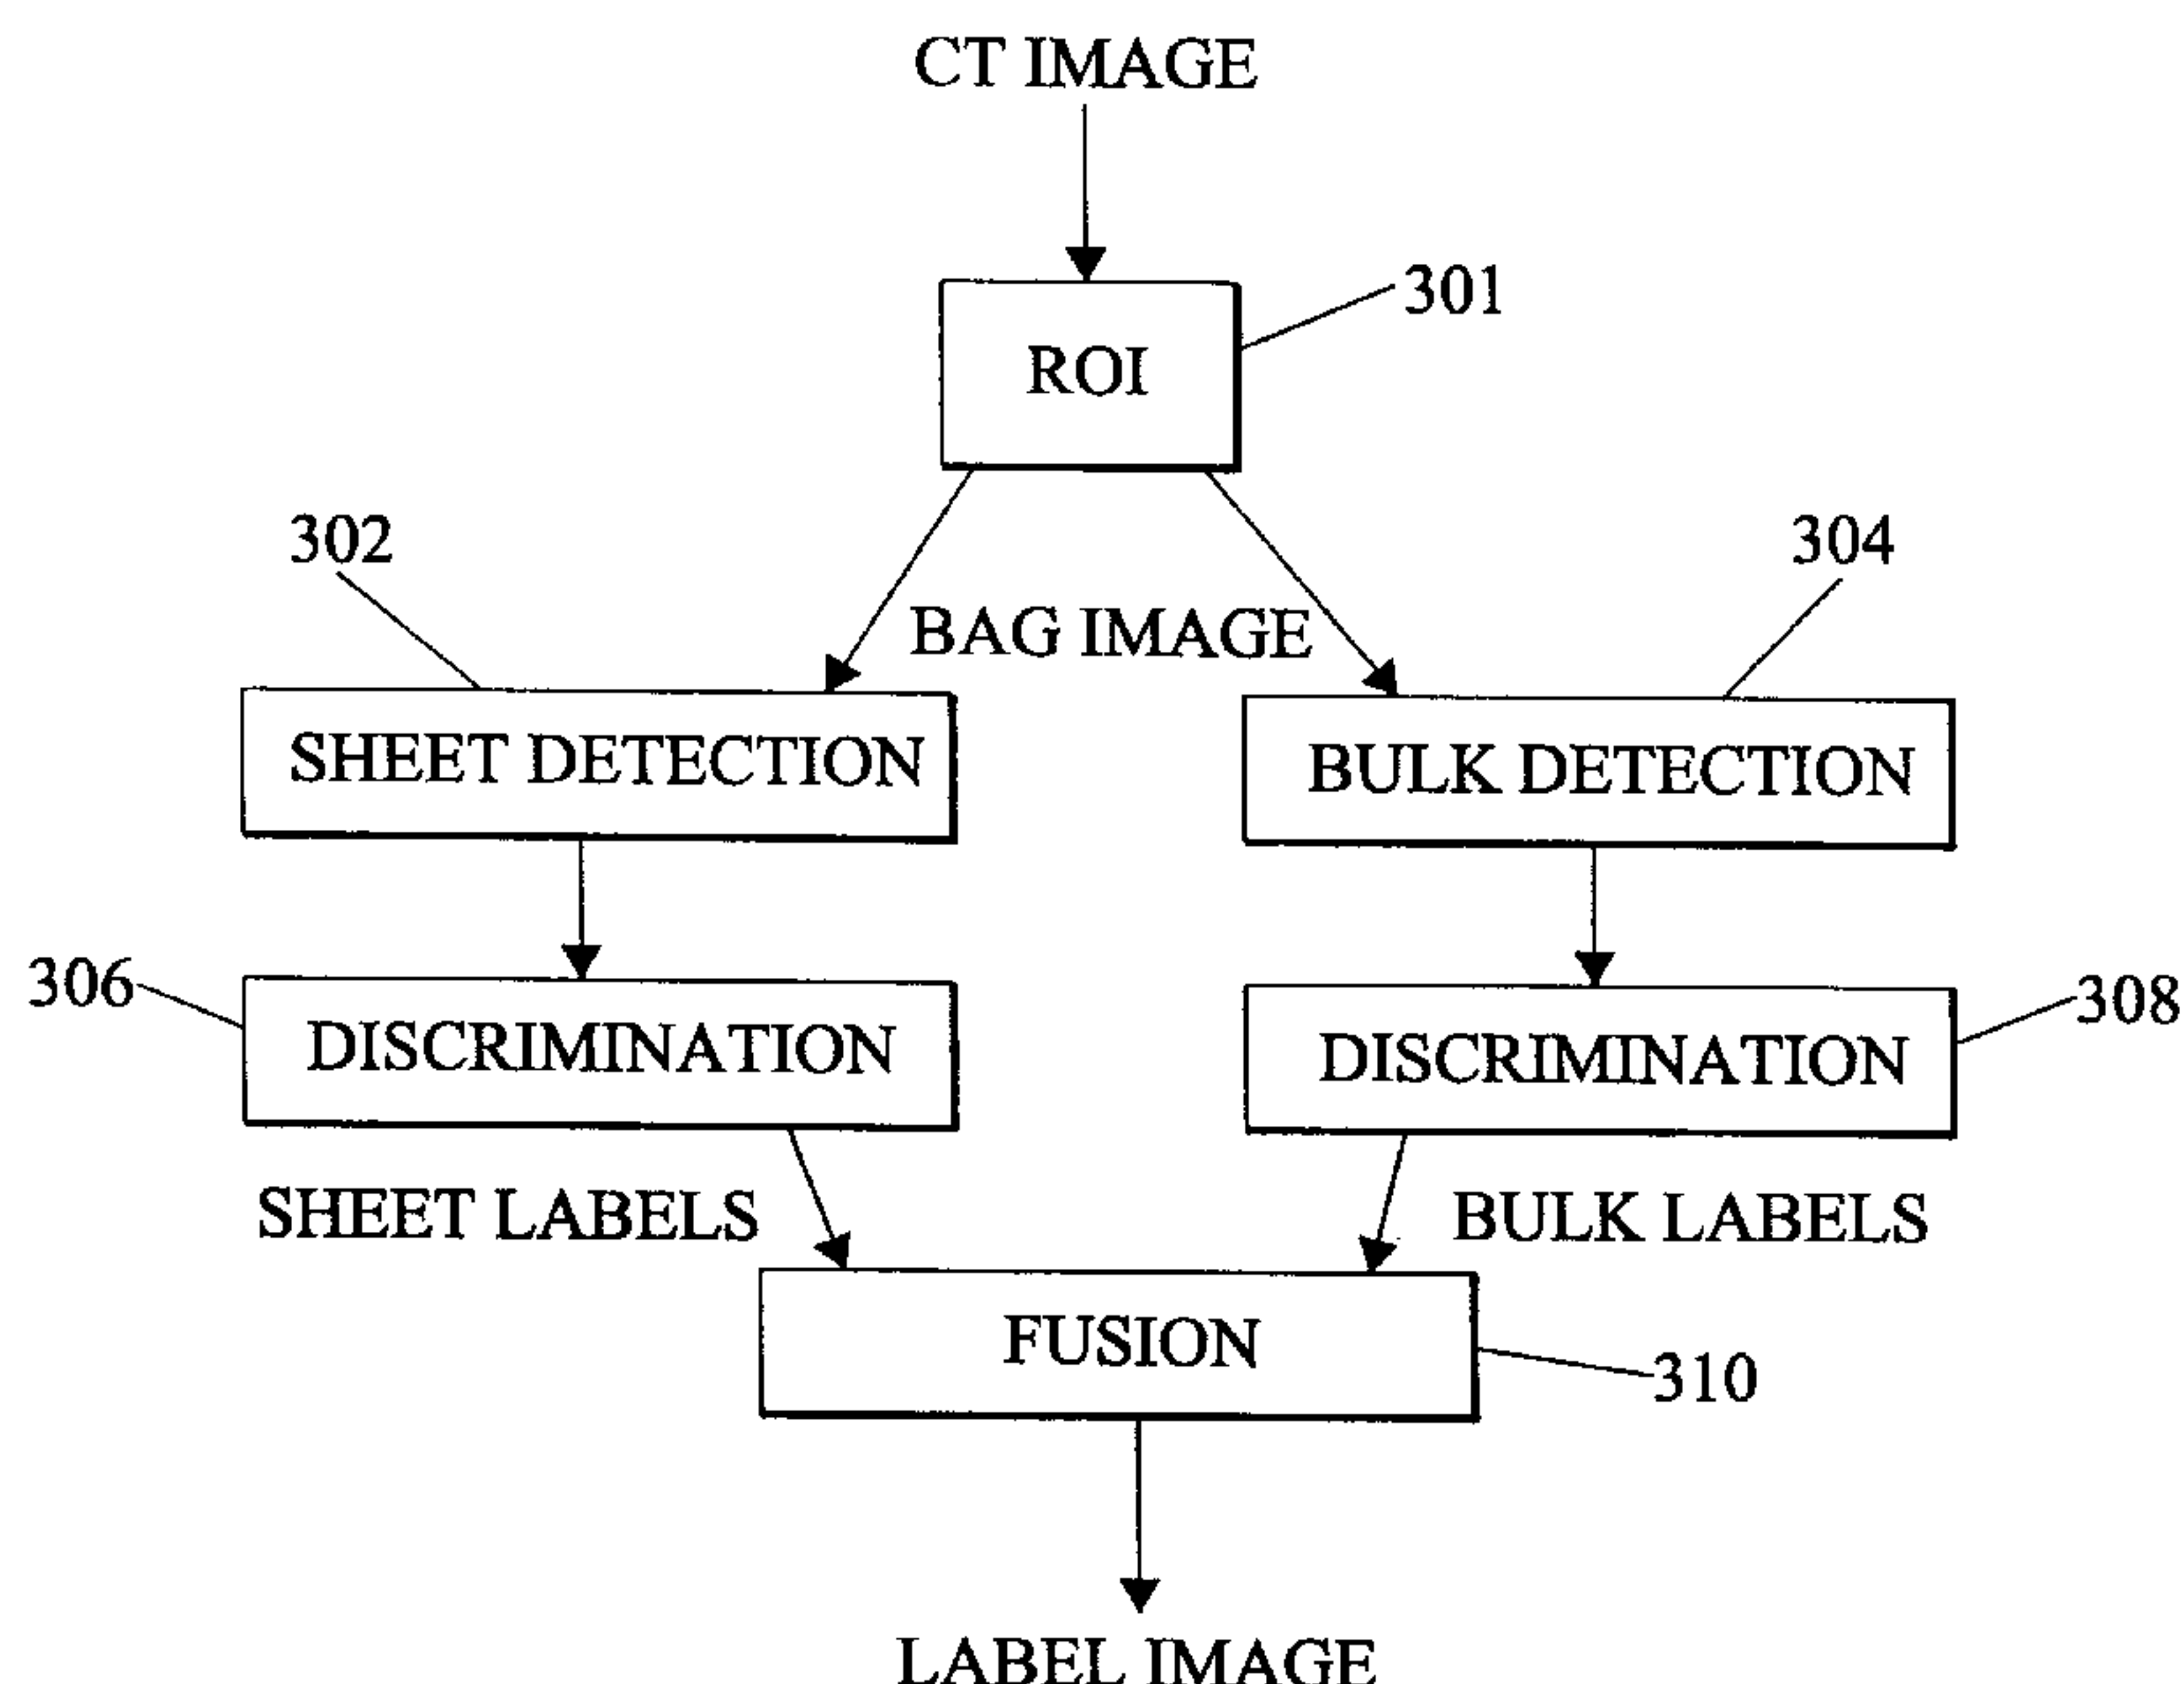 CT IMAGE
301
ROI
302
304
BAG IMAGE
SHEET DETECTION
BULK DETECTION
306
DISCRIMINATION
DISCRIMINATION
308
SHEET LABELS
BULK LABELS
FUSION
310
LABEL IMAGE